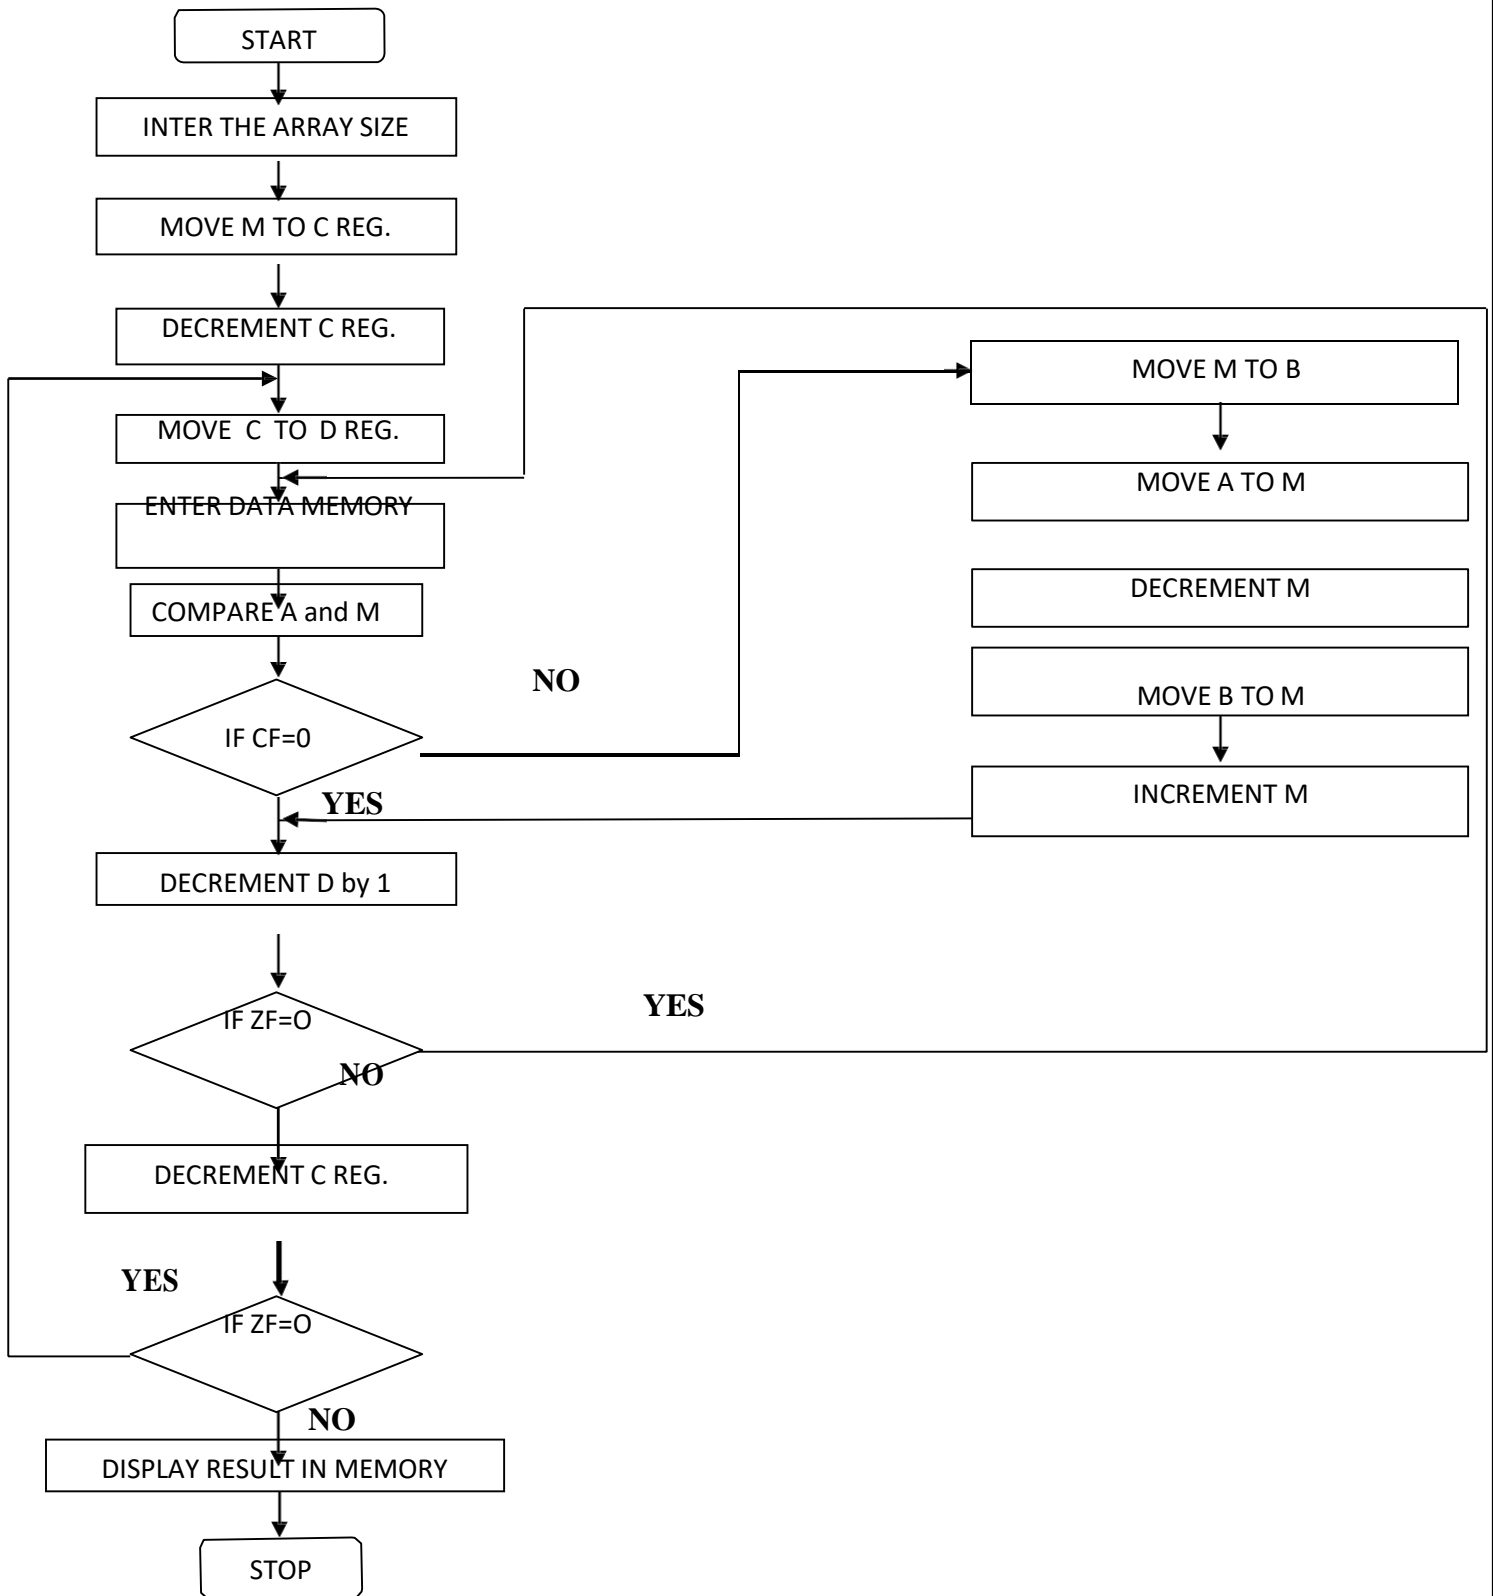 START
INTER THE ARRAY SIZE
MOVE M TO C REG.
DECREMENT C REG.
MOVE C TO D REG.
ENTER DATA MEMORY
COMPARE A and M
IF CF=0
NO
MOVE M TO B
MOVE A TO M
DECREMENT M
MOVE B TO M
INCREMENT M
YES
DECREMENT D by 1
IF ZF=O
YES
NO
DECREMENT C REG.
YES
IF ZF=O
NO
DISPLAY RESULT IN MEMORY
STOP